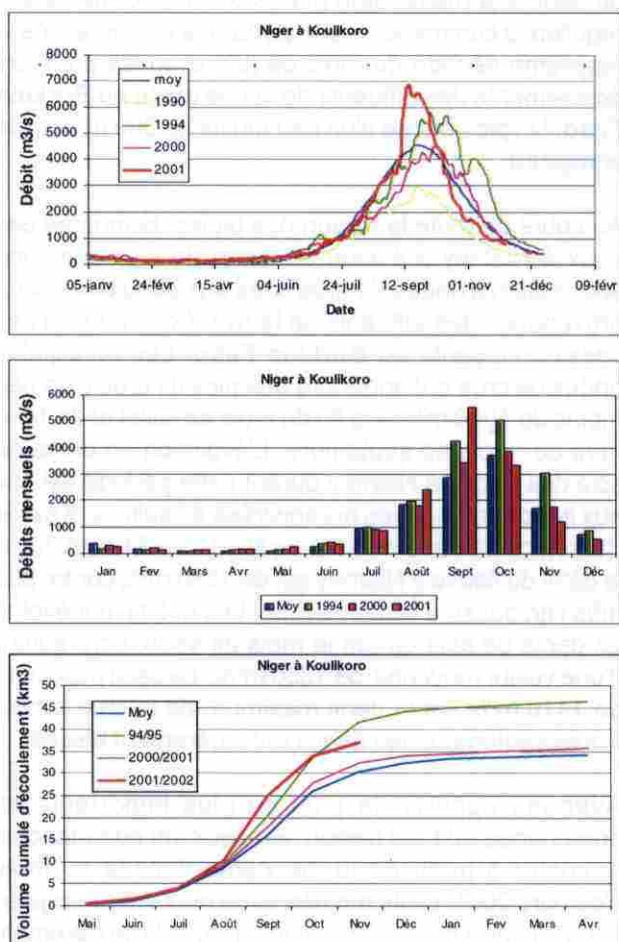 Niger à Koulikoro
Débit (m3/s)
8000
7000
6000
5000
4000
3000
2000
1000
0
moy
1990
1994
2000
2001
05-janv 24-févr 15-avr 04-juin 24-juil 12-sept 01-nov 21-déc 09-févr
Date
Niger à Koulikoro
Débits mensuels (m3/s)
6000
5000
4000
3000
2000
1000
0
Jan Fev Mars Avr Mai Juin Juil Août Sept Oct Nov Déc
Moy 1994 2000 2001
Niger à Koulikoro
Volume cumulé d'écoulement (km3)
50
45
40
35
30
25
20
15
10
5
0
Moy
94/95
2000/2001
2001/2002
Mai Juin Juil Août Sept Oct Nov Déc Jan Fev Mars Avr